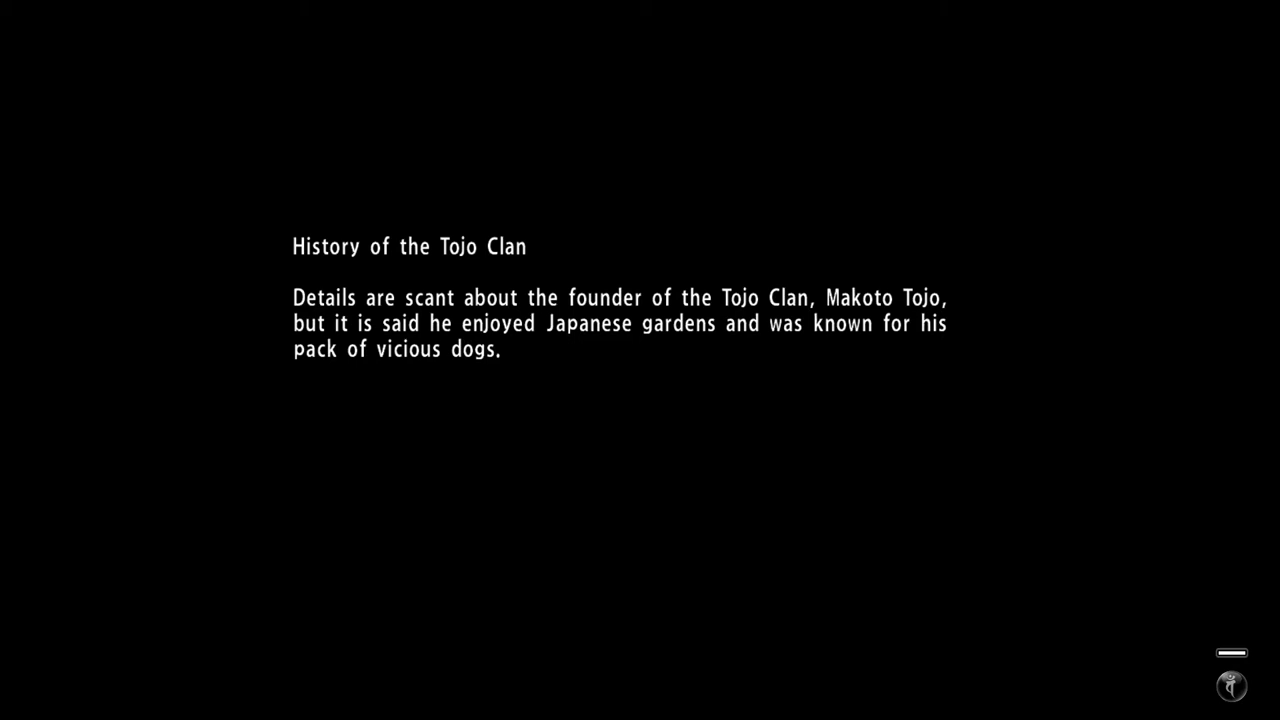 History of the Tojo Clan
Details are scant about the founder of the Tojo Clan, Makoto Tojo,
but it is said he enjoyed Japanese gardens and was known for his
pack of vicious dogs.